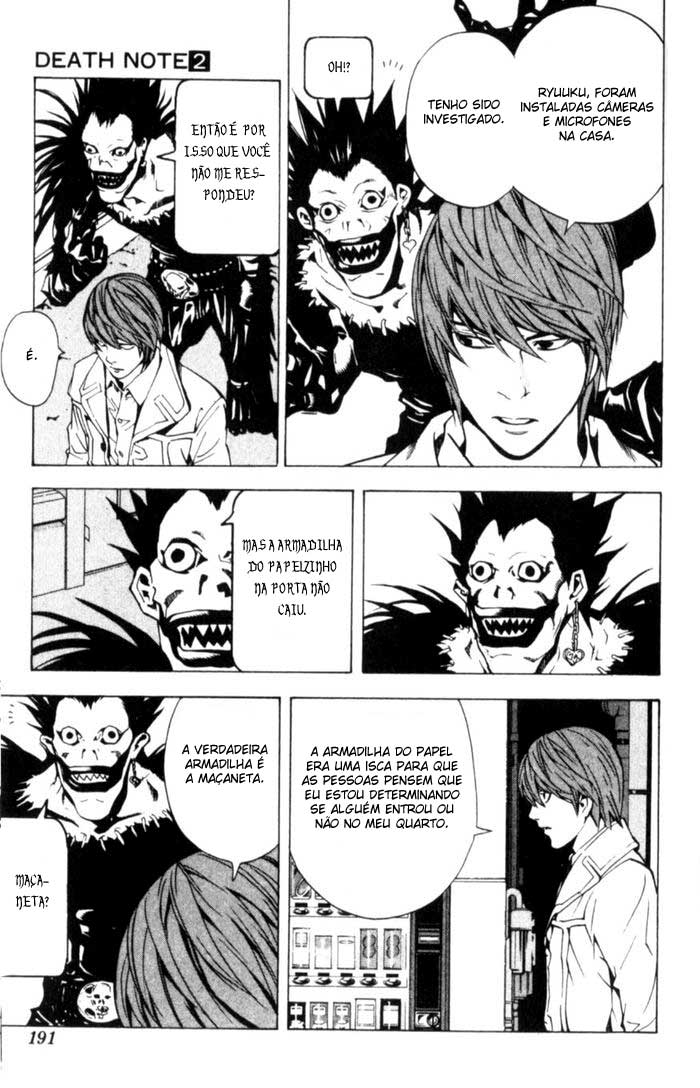 DEATH NOTE 2
RYUUKU, FORAM
INSTALADAS CÂMERAS
E MICROFONES
NA CASA.
TENHO SIDO
INVESTIGADO.
OH!?
ENTÃO É POR
ISSO QUE VOCÊ
NÃO ME RES-
PONDEU?
É.
MAS A ARMADILHA
DO PAPELZINHO
NA PORTA NÃO
CAIU.
A ARMADILHA DO PAPEL
ERA UMA ISCA PARA QUE
AS PESSOAS PENSEM QUE
EU ESTOU DETERMINANDO
SE ALGUÉM ENTROU OU
NÃO NO MEU QUARTO.
A VERDADEIRA
ARMADILHA É
A MAÇANETA.
MAÇA-
NETA?
191